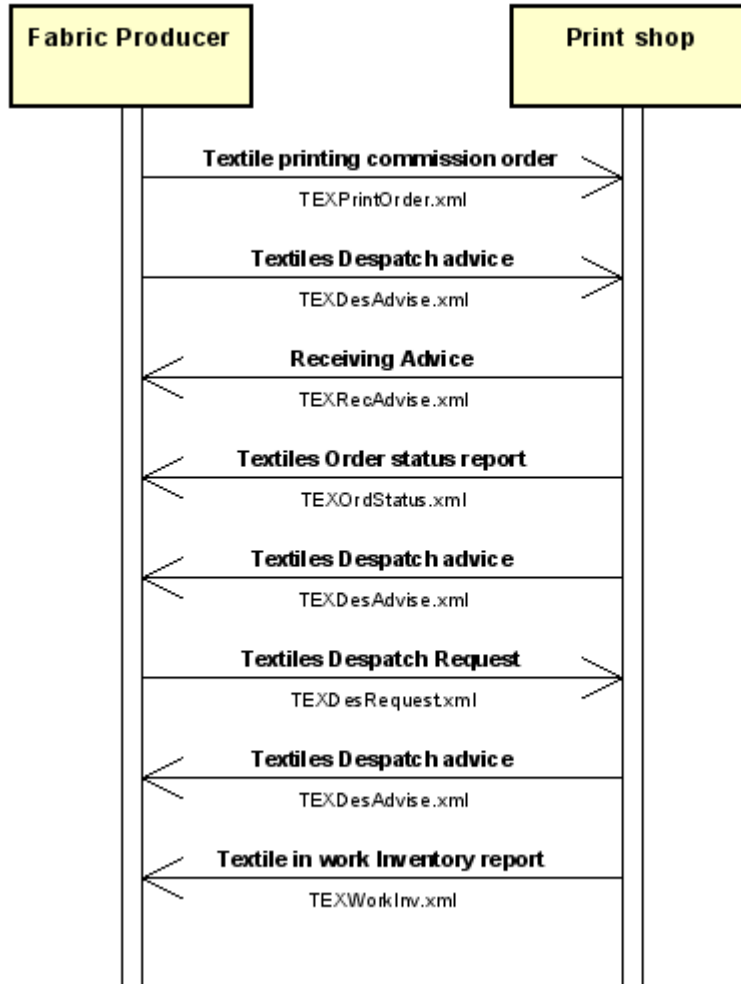 Fabric Producer
Print shop
Textile printing commission order
TEXPrintOrder.xml
Textiles Despatch advice
TEXDesAdvise.xml
Receiving Advice
TEXRecAdvise.xml
Textiles Order status report
TEXOrdStatus.xml
Textiles Despatch advice
TEXDesAdvise.xml
Textiles Despatch Request
TEXDesRequest.xml
Textiles Despatch advice
TEXDesAdvise.xml
Textile in work Inventory report
TEXWorkInv.xml